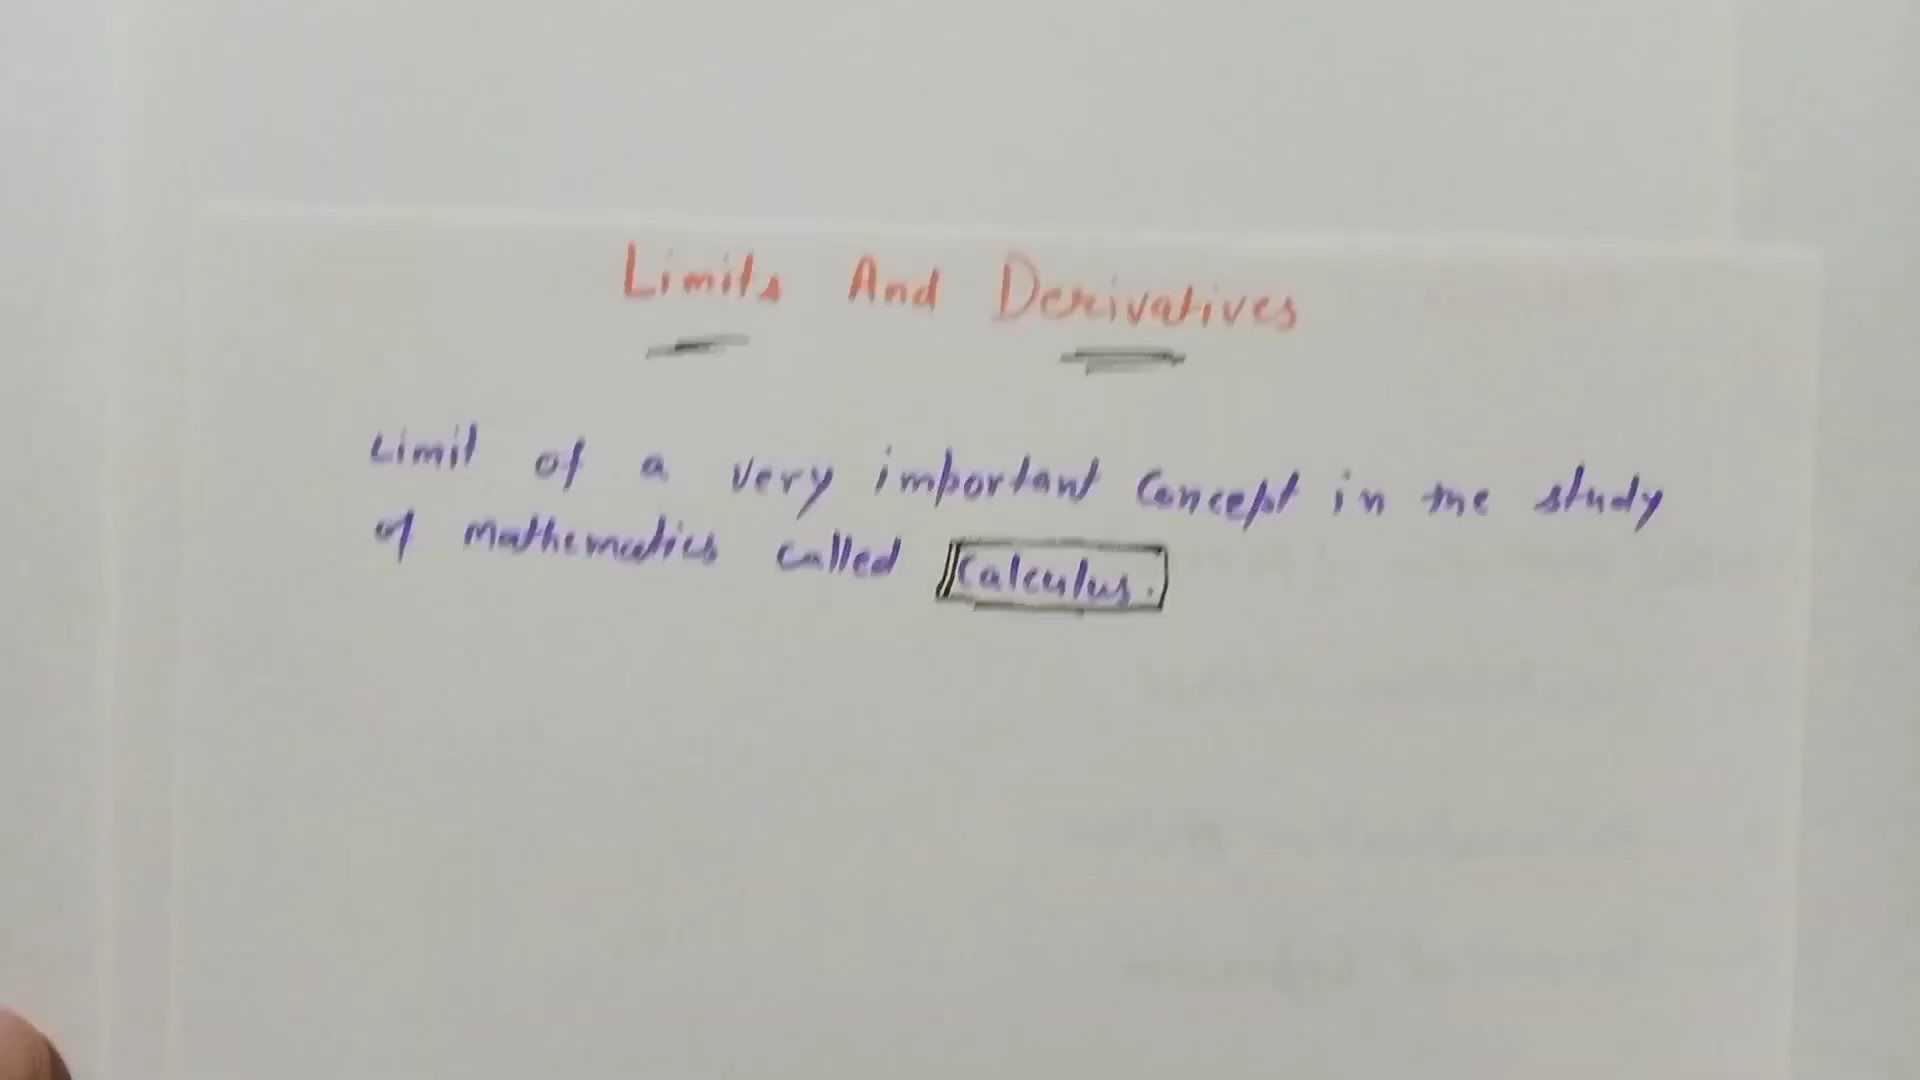 Limits And Derivatives
Limit of a very important Concept in the study
of mathematics called Calculus.